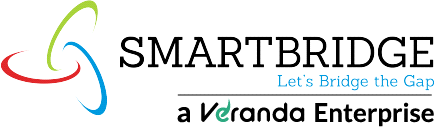 SMARTBRIDGE
Let's Bridge the Gap
a Veranda Enterprise